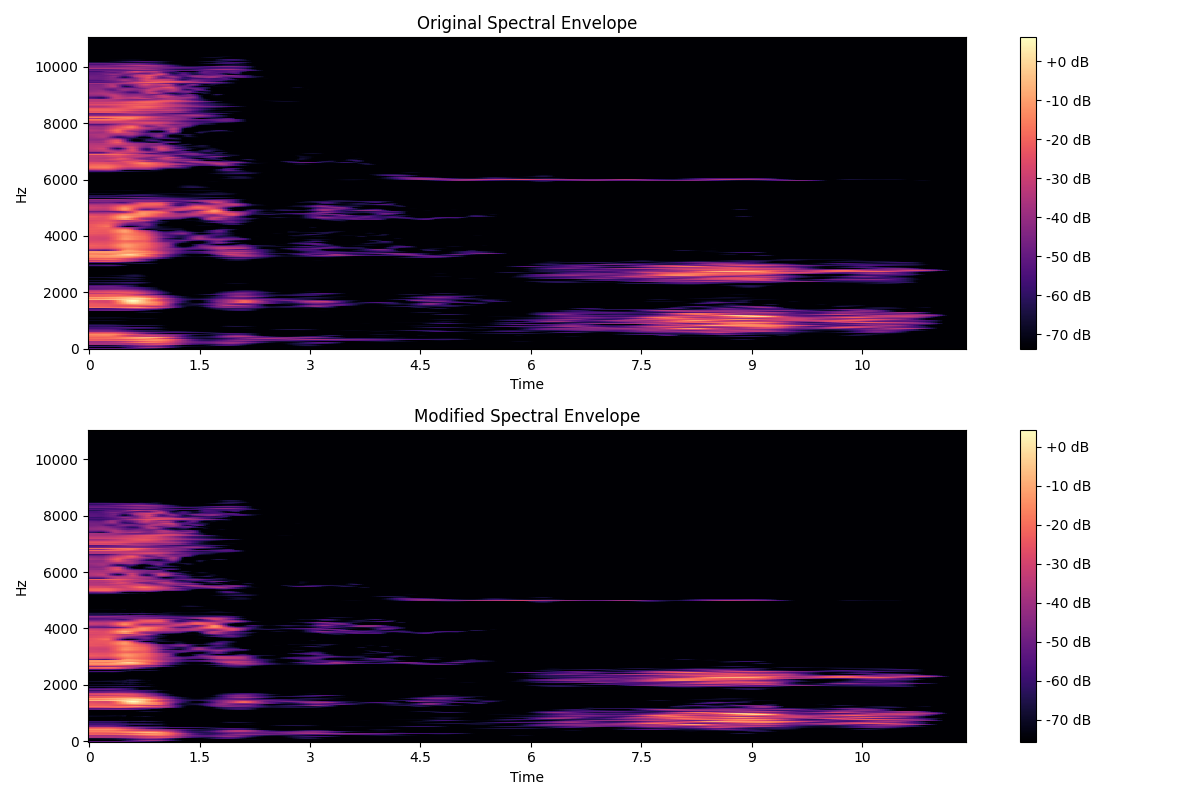 Original Spectral Envelope
Hz
10000
8000
6000
4000
2000
0
0 1.5 3 4.5 6 7.5 9 10
Time
+0 dB
-10 dB
-20 dB
-30 dB
-40 dB
-50 dB
-60 dB
-70 dB
Modified Spectral Envelope
Hz
10000
8000
6000
4000
2000
0
0 1.5 3 4.5 6 7.5 9 10
Time
+0 dB
-10 dB
-20 dB
-30 dB
-40 dB
-50 dB
-60 dB
-70 dB